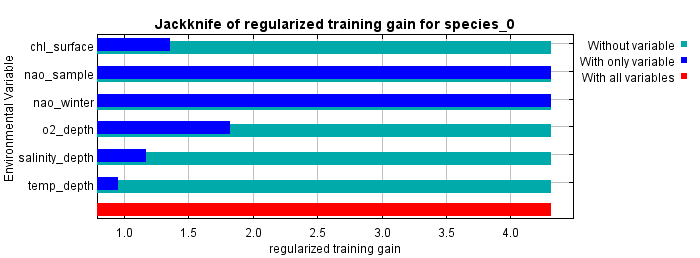 Jackknife of regularized training gain for species_0
Environmental Variable
chl_surface
nao_sample
nao_winter
o2_depth
salinity_depth
temp_depth
1.0 1.5 2.0 2.5 3.0 3.5 4.0
regularized training gain
Without variable
With only variable
With all variables